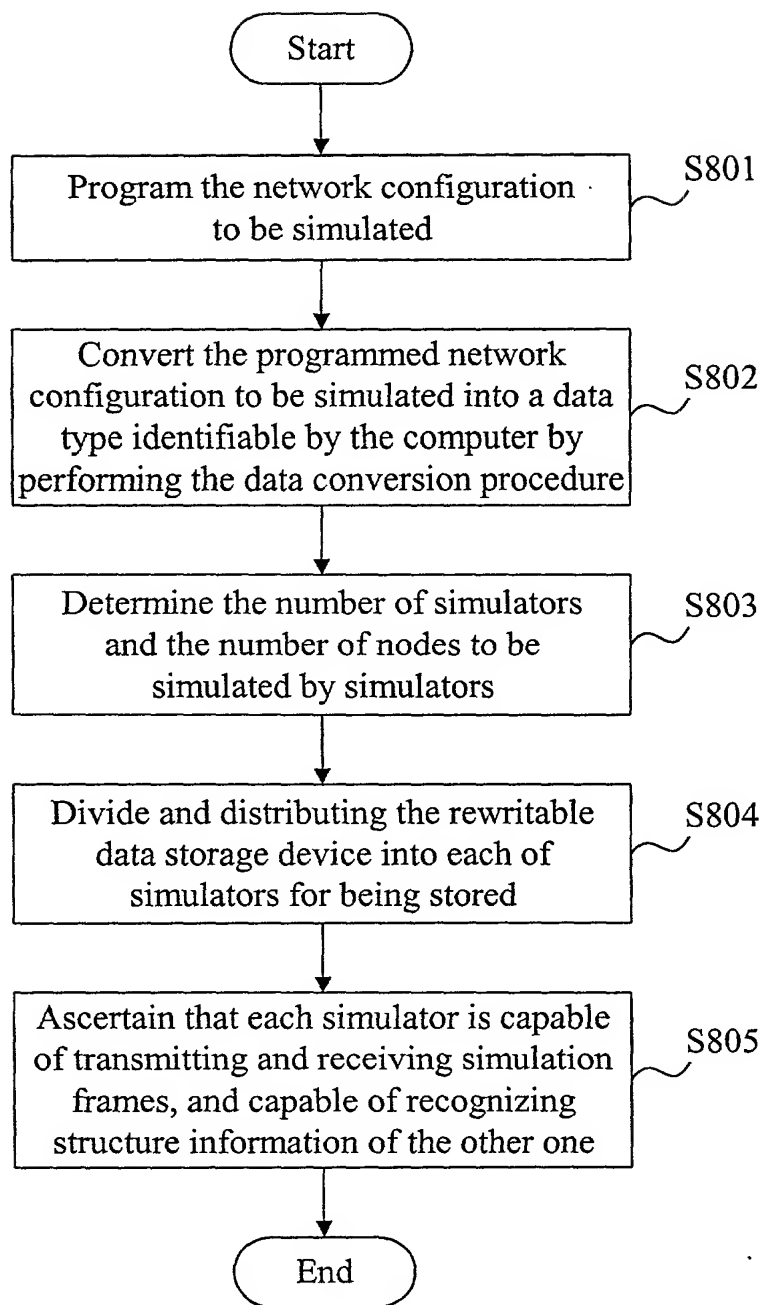 Start
S801
Program the network configuration
to be simulated
S802
Convert the programmed network
configuration to be simulated into a data
type identifiable by the computer by
performing the data conversion procedure
S803
Determine the number of simulators
and the number of nodes to be
simulated by simulators
S804
Divide and distributing the rewritable
data storage device into each of
simulators for being stored
S805
Ascertain that each simulator is capable
of transmitting and receiving simulation
frames, and capable of recognizing
structure information of the other one
End